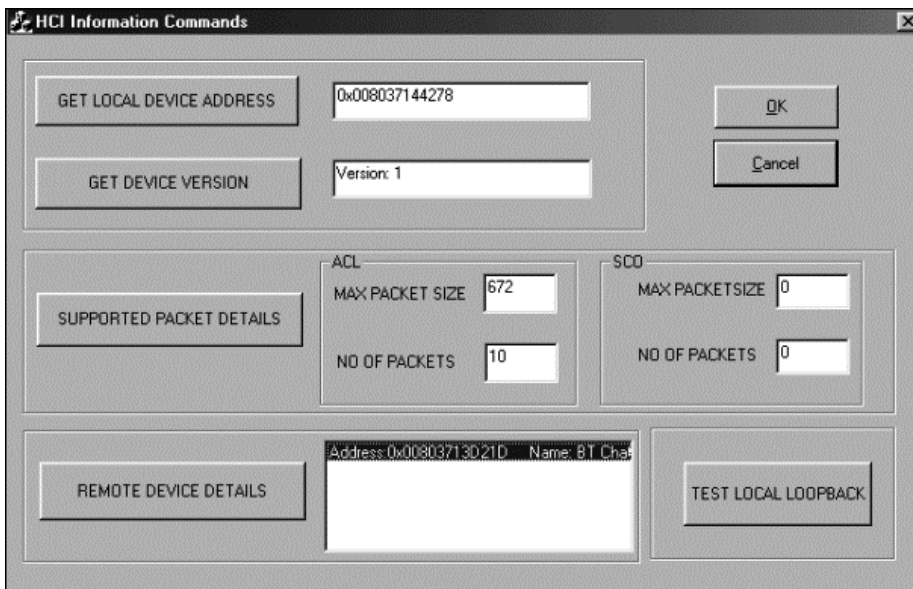 HCI Information Commands
GET LOCAL DEVICE ADDRESS
0x008037144278
OK
GET DEVICE VERSION
Version: 1
Cancel
SUPPORTED PACKET DETAILS
ACL
MAX PACKET SIZE
672
NO OF PACKETS
10
SCO
MAX PACKETSIZE
0
NO OF PACKETS
0
REMOTE DEVICE DETAILS
Address:0x00803713D21D Name: BT
TEST LOCAL LOOPBACK